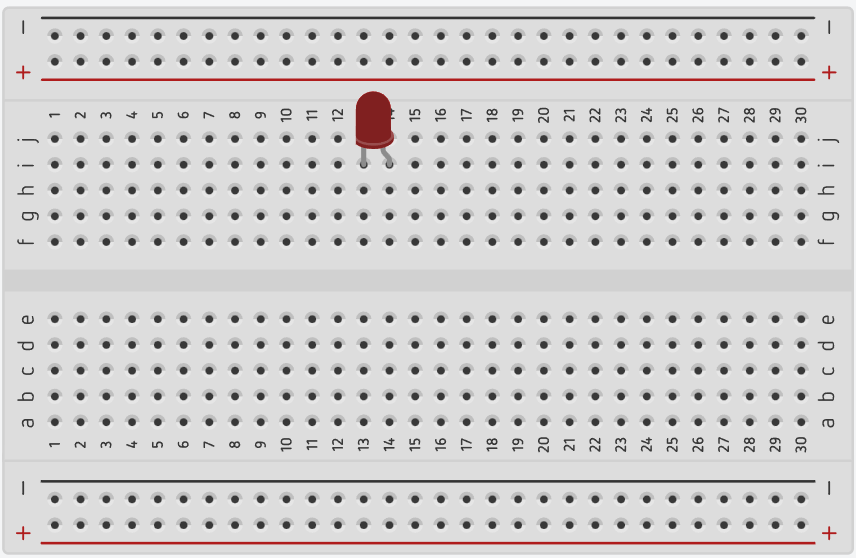 − −
+ +
1 2 3 4 5 6 7 8 9 10 11 12 15 16 17 18 19 20 21 22 23 24 25 26 27 28 29 30
j j
i i
h h
g g
f f
e e
d d
c c
b b
a a
1 2 3 4 5 6 7 8 9 10 11 12 13 14 15 16 17 18 19 20 21 22 23 24 25 26 27 28 29 30
− −
+ +